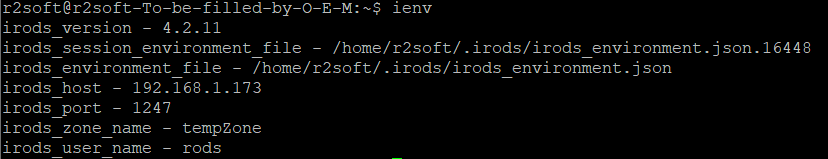 r2soft@r2soft-To-be-filled-by-O-E-M:~$ ienv
irods_version - 4.2.11
irods_session_environment_file - /home/r2soft/.irods/irods_environment.json.16448
irods_environment_file - /home/r2soft/.irods/irods_environment.json
irods_host - 192.168.1.173
irods_port - 1247
irods_zone_name - tempZone
irods_user_name - rods